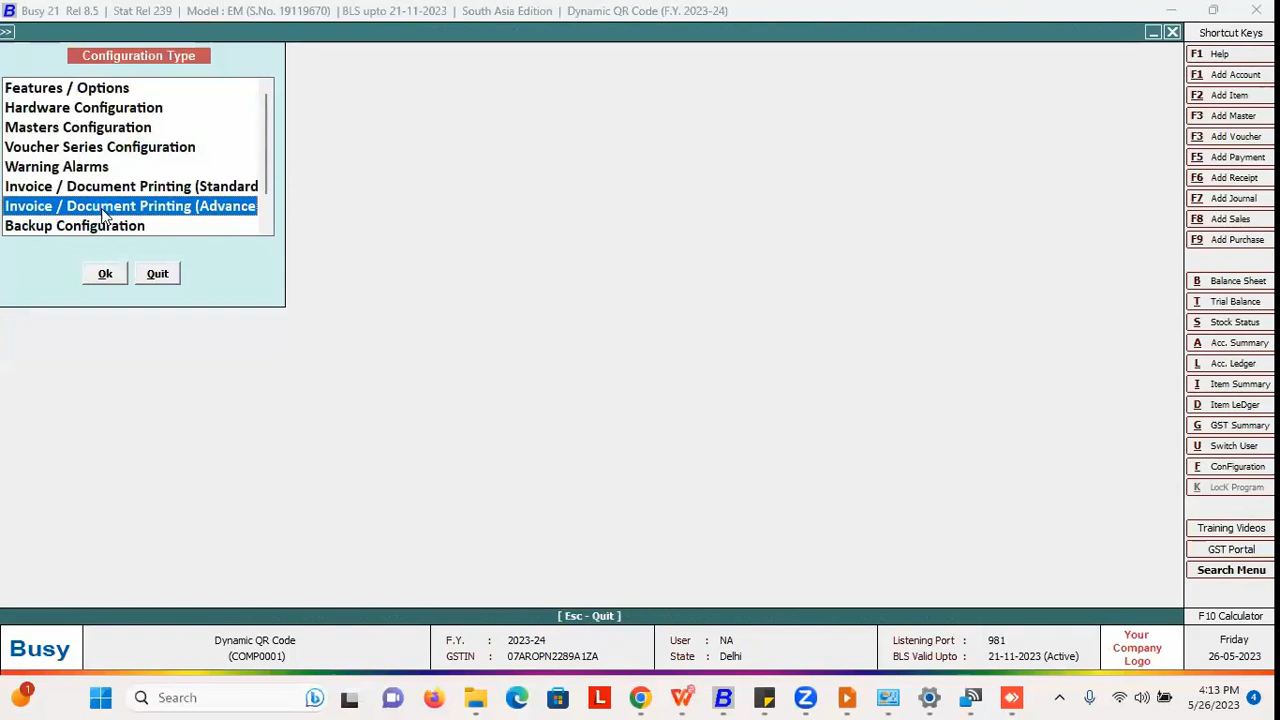 Busy 21 Rel 8.5 | Stat Rel 239 | Model : EM (S.No. 19119670) | BLS upto 21-11-2023 | South Asia Edition | Dynamic QR Code (F.Y. 2023-24)
>>
Configuration Type
Features / Options
Hardware Configuration
Masters Configuration
Voucher Series Configuration
Warning Alarms
Invoice / Document Printing (Standard
Invoice / Document Printing (Advance
Backup Configuration
Ok Quit
Shortcut Keys
F1 Help
F1 Add Account
F2 Add Item
F3 Add Master
F3 Add Voucher
F5 Add Payment
F6 Add Receipt
F7 Add Journal
F8 Add Sales
F9 Add Purchase
B Balance Sheet
T Trial Balance
S Stock Status
A Acc. Summary
L Acc. Ledger
I Item Summary
D Item LeDger
G GST Summary
U Switch User
F ConFiguration
K LocK Program
Training Videos
GST Portal
Search Menu
F10 Calculator
[ Esc - Quit ]
Busy
Dynamic QR Code
(COMP0001)
F.Y. : 2023-24
GSTIN : 07AROPN2289A1ZA
User : NA
State : Delhi
Listening Port : 981
BLS Valid Upto : 21-11-2023 (Active)
Your
Company
Logo
Friday
26-05-2023
1
Search
L
4:13 PM
5/26/2023
4